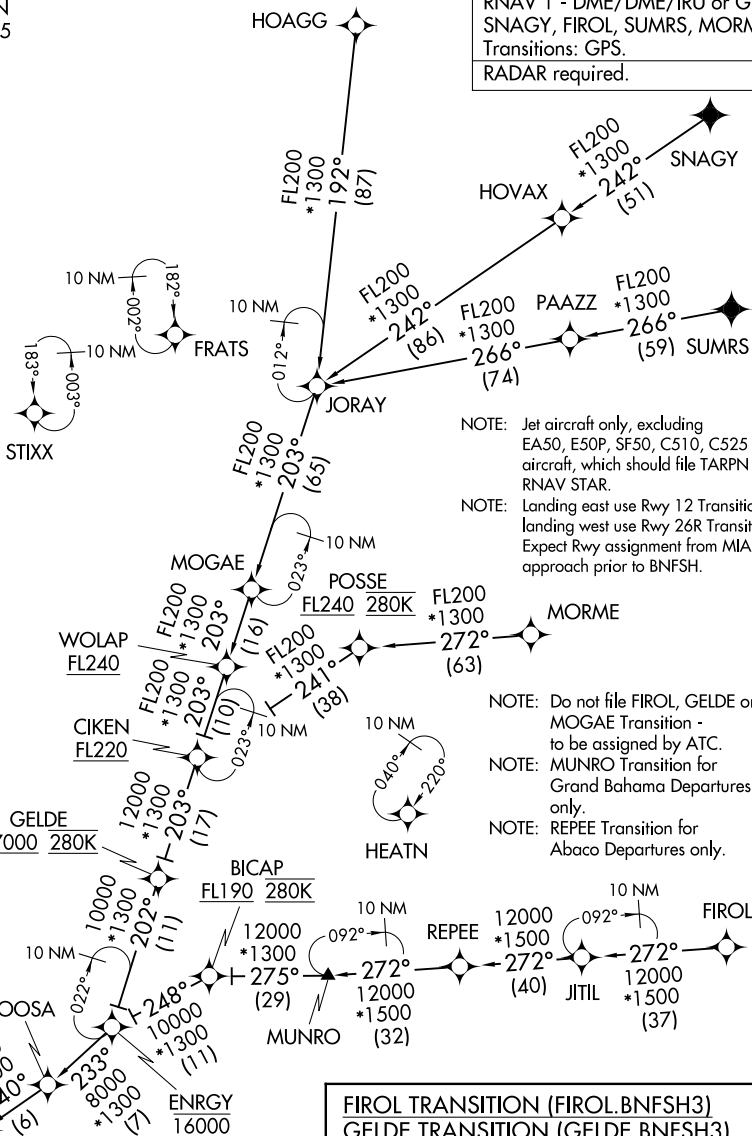 N
5
HOAGG
RNAV 1 - DME/DME/IRU or G
SNAGY, FIROL, SUMRS, MORM
Transitions: GPS.
RADAR required.
FL200
*1300
192°
(87)
SNAGY
FL200
*1300
242°
(51)
HOVAX
FL200
*1300
242°
(86)
PAAZZ
FL200
*1300
266°
(59)
SUMRS
FL200
*1300
266°
(74)
10 NM
182°
002°
FRATS
10 NM
183°
003°
STIXX
10 NM
012°
JORAY
NOTE: Jet aircraft only, excluding
EA50, E50P, SF50, C510, C525
aircraft, which should file TARPN
RNAV STAR.
NOTE: Landing east use Rwy 12 Transitio
landing west use Rwy 26R Transit
Expect Rwy assignment from MIA
approach prior to BNFSH.
FL200
*1300
203°
(65)
10 NM
023°
MOGAE
POSSE
FL240 280K
FL200
*1300
272°
(63)
MORME
FL200
*1300
203°
(16)
WOLAP
FL240
FL200
*1300
241°
(38)
FL200
*1300
203°
(10)
10 NM
023°
CIKEN
FL220
NOTE: Do not file FIROL, GELDE or
MOGAE Transition -
to be assigned by ATC.
NOTE: MUNRO Transition for
Grand Bahama Departures
only.
NOTE: REPEE Transition for
Abaco Departures only.
10 NM
040°
220°
HEATN
12000
*1300
203°
(17)
GELDE
7000 280K
BICAP
FL190 280K
10000
*1300
202°
(11)
12000
*1300
275°
(29)
10 NM
092°
MUNRO
REPEE
272°
12000
*1500
(32)
12000
*1500
272°
(40)
10 NM
092°
JITIL
FIROL
272°
12000
*1500
(37)
10 NM
022°
248°
10000
*1300
(11)
OOSA
ENRGY
16000
233°
8000
*1300
(7)
40°
(6)
FIROL TRANSITION (FIROL.BNFSH3)
GELDE TRANSITION (GELDE.BNFSH3)